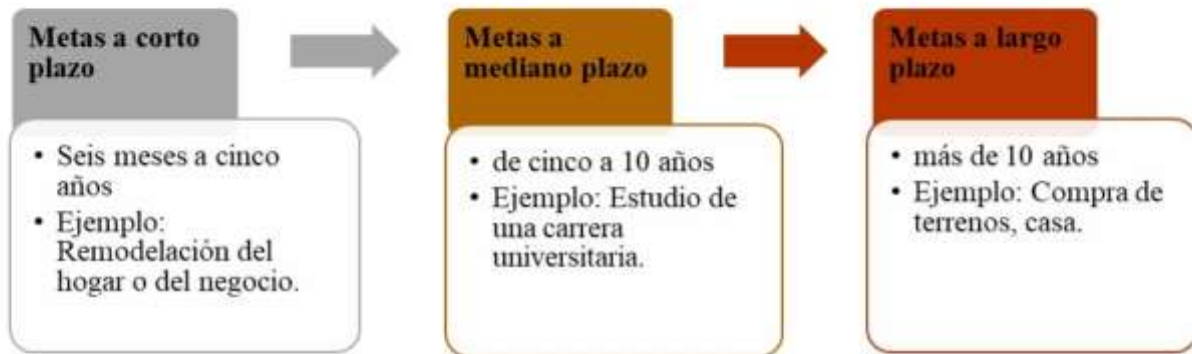 Metas a corto
plazo
• Seis meses a cinco
años
• Ejemplo:
Remodelación del
hogar o del negocio.
Metas a
mediano plazo
• de cinco a 10 años
• Ejemplo: Estudio de
una carrera
universitaria.
Metas a largo
plazo
• más de 10 años
• Ejemplo: Compra de
terrenos, casa.